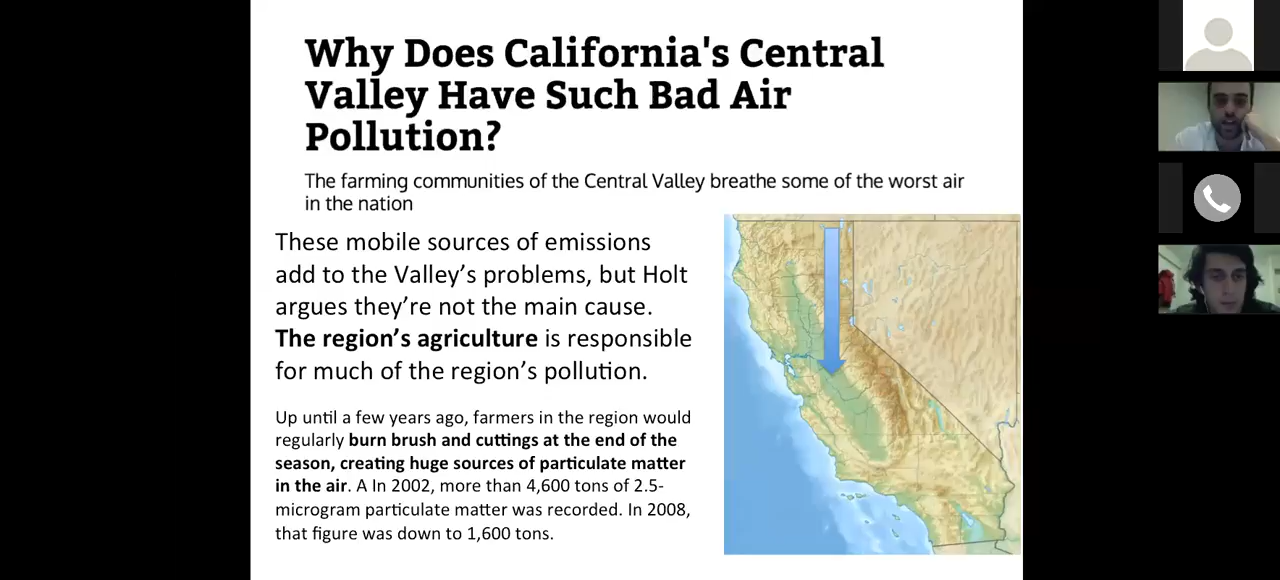 Why Does California's Central
Valley Have Such Bad Air
Pollution?
The farming communities of the Central Valley breathe some of the worst air
in the nation
These mobile sources of emissions
add to the Valley’s problems, but Holt
argues they’re not the main cause.
The region’s agriculture is responsible
for much of the region’s pollution.
Up until a few years ago, farmers in the region would
regularly burn brush and cuttings at the end of the
season, creating huge sources of particulate matter
in the air. A In 2002, more than 4,600 tons of 2.5-
microgram particulate matter was recorded. In 2008,
that figure was down to 1,600 tons.